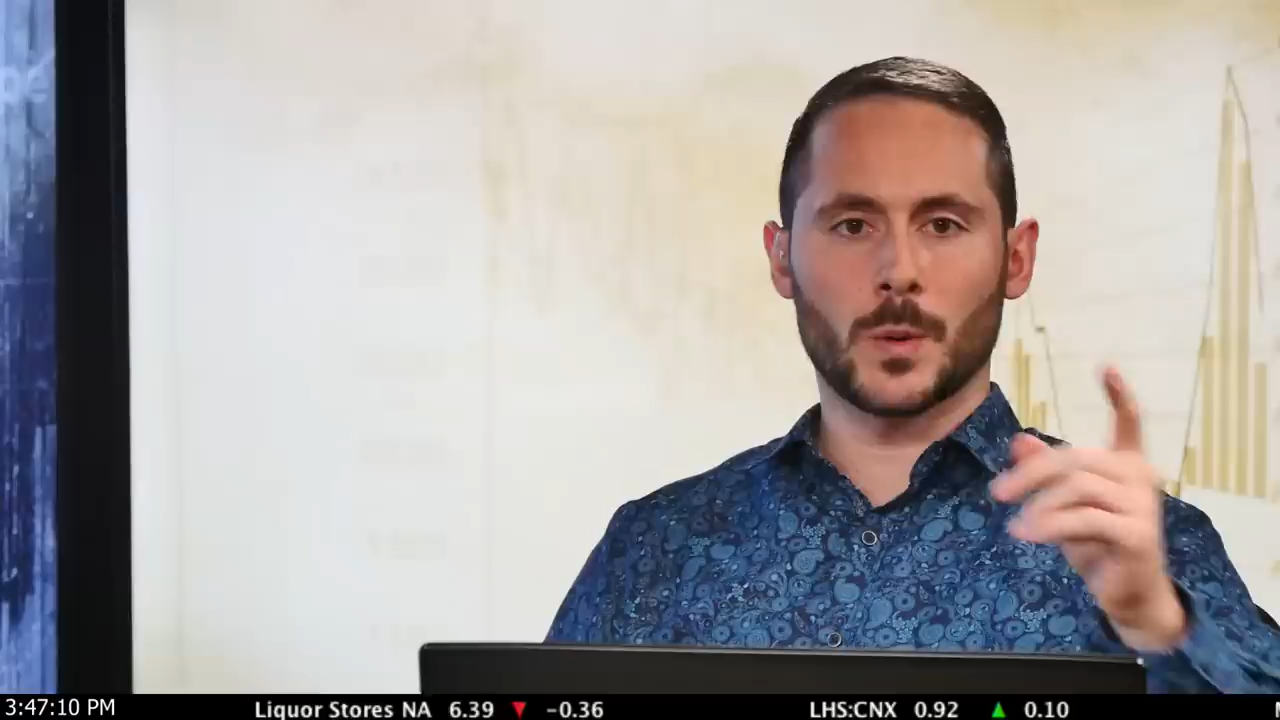 3:47:10 PM Liquor Stores NA 6.39 ▼ -0.36 LHS:CNX 0.92 ▲ 0.10